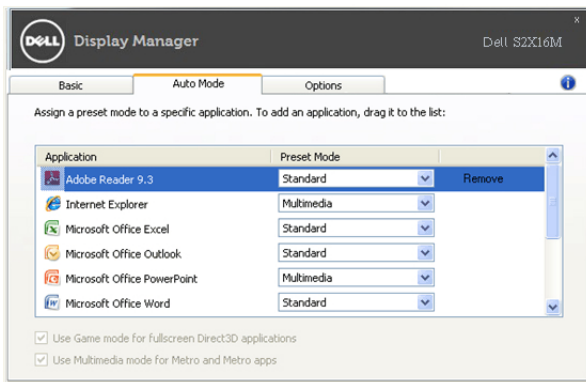 DELL Display Manager Dell S2X16M
Basic Auto Mode Options
Assign a preset mode to a specific application. To add an application, drag it to the list:
Application Preset Mode
Adobe Reader 9.3 Standard Remove
Internet Explorer Multimedia
Microsoft Office Excel Standard
Microsoft Office Outlook Standard
Microsoft Office PowerPoint Multimedia
Microsoft Office Word Standard
Use Game mode for fullscreen Direct3D applications
Use Multimedia mode for Metro and Metro apps